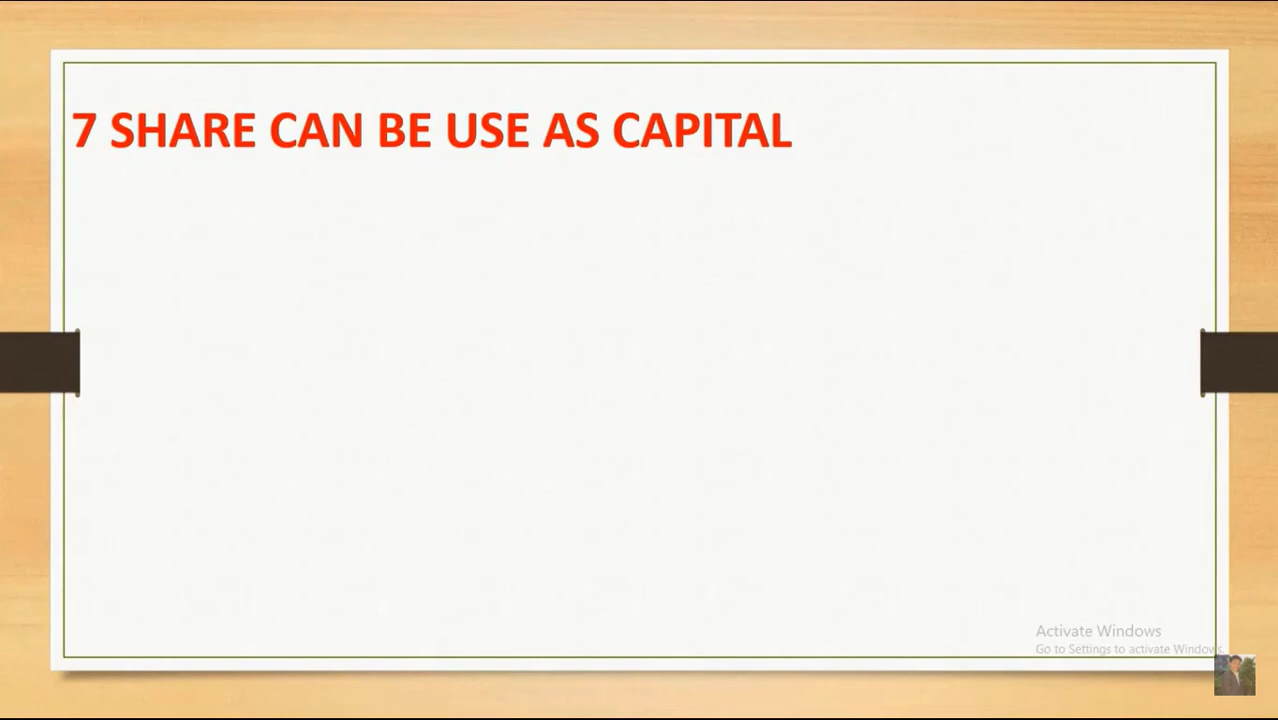 7 SHARE CAN BE USE AS CAPITAL
Activate Windows
Go to Settings to activate Windows.